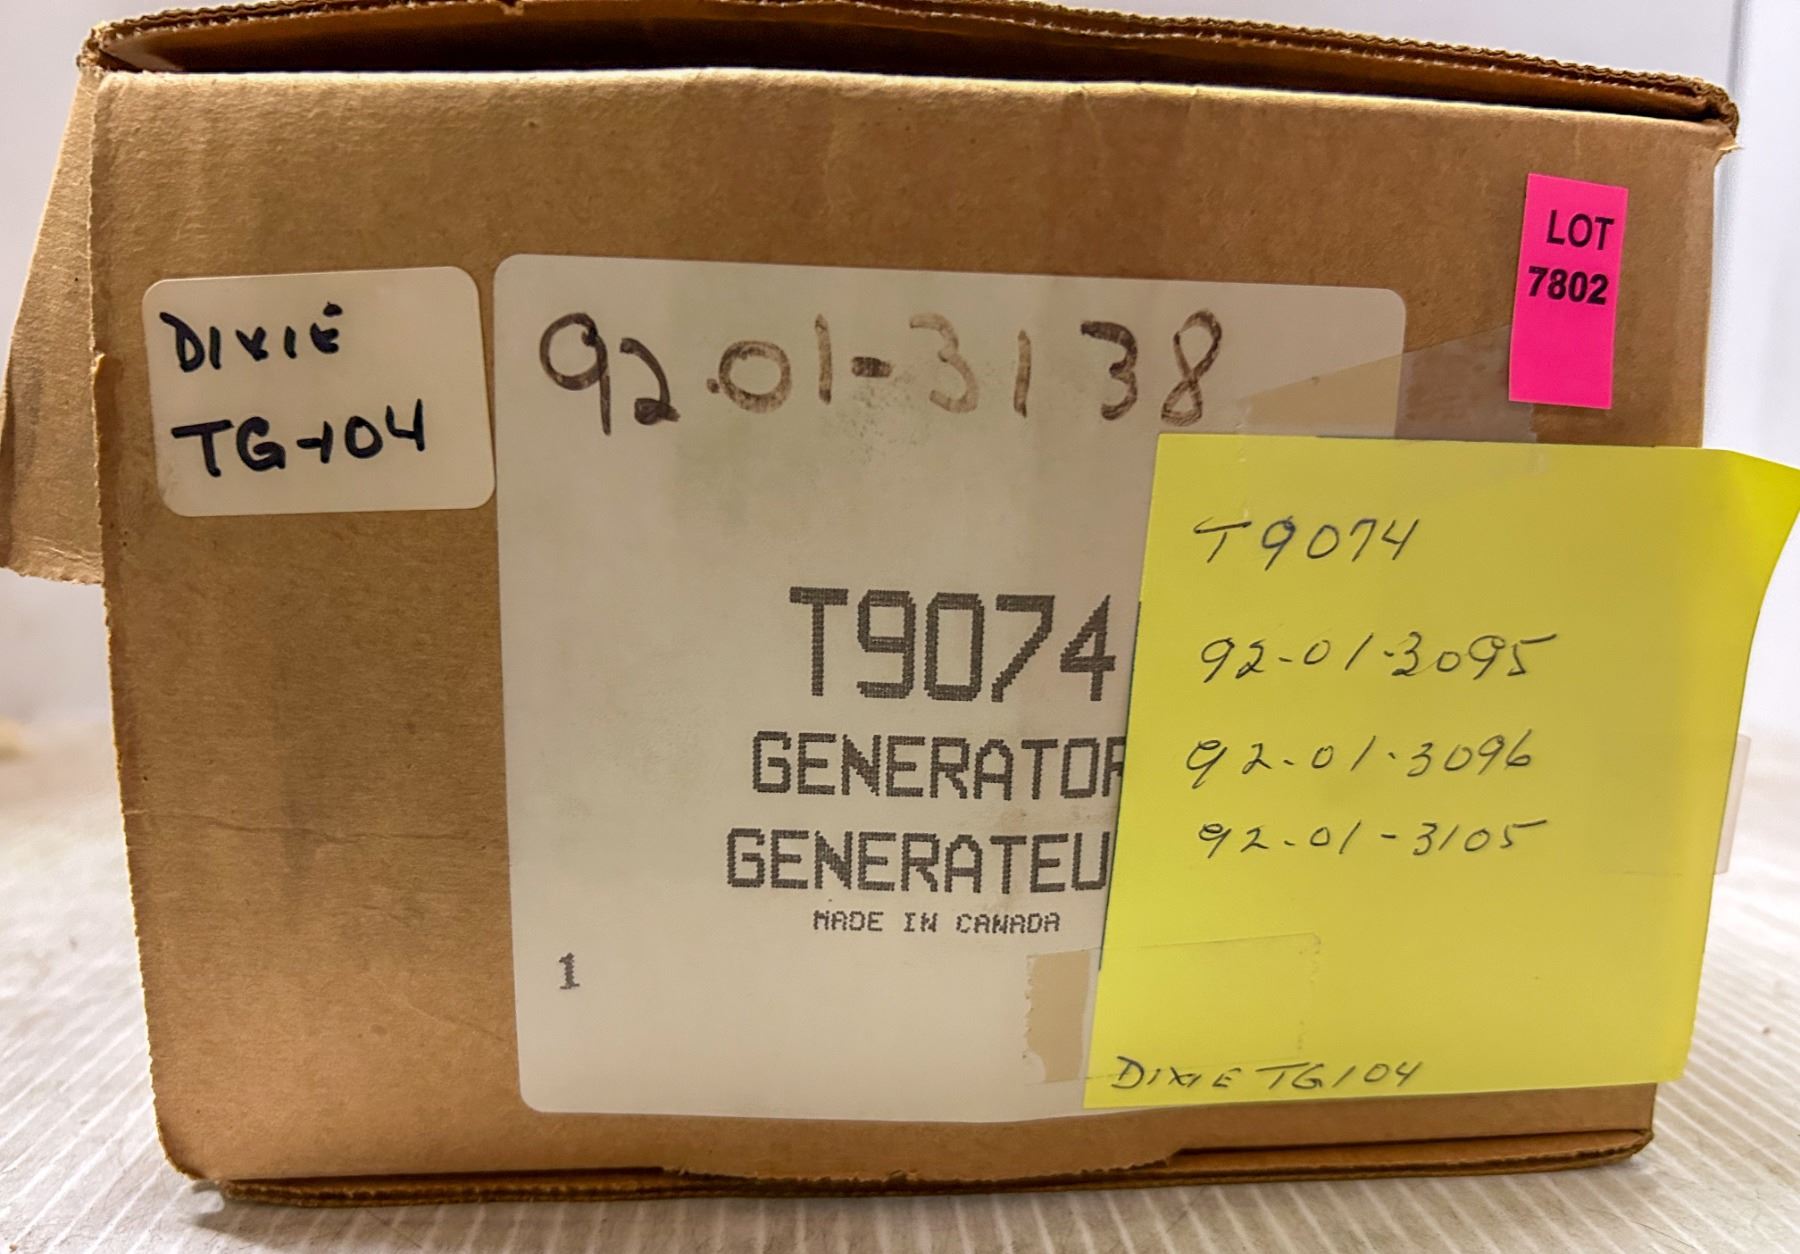 LOT
7802
DIXIE
TG-104
92-01-3138
T9074
GENERATOR
GENERATEU
MADE IN CANADA
1
T9074
92-01-3095
92-01-3096
92-01-3105
DIXIE TG104